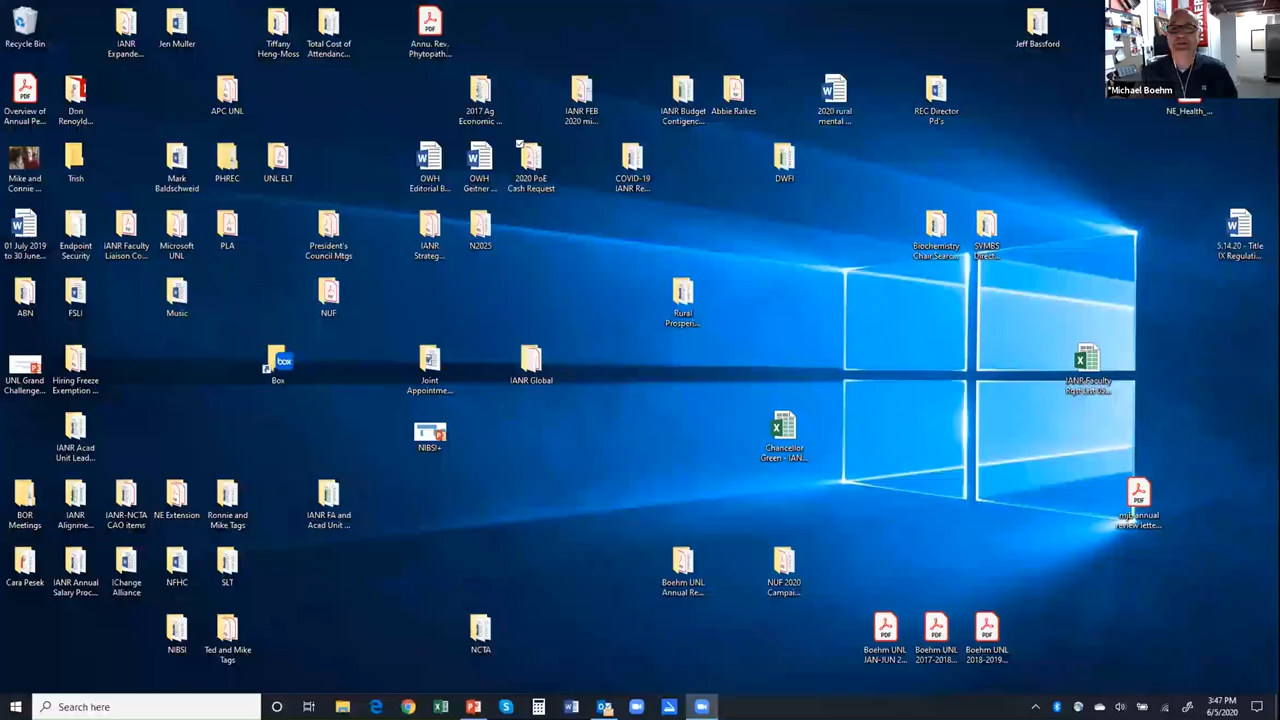 Recycle Bin
IANR
Expande...
Jen Muller
Tiffany
Heng-Moss
Total Cost of
Attendanc...
Annu. Rev.
Phytopath...
Jeff Bassford
*Michael Boehm
Overview of
Annual Pe...
Don
Renoyld...
APC UNL
2017 Ag
Economic ...
IANR FEB
2020 mi...
IANR Budget
Contigenc...
Abbie Raikes
2020 rural
mental ...
REC Director
Pd's
NE_Health_...
Mike and
Connie ...
Trish
Mark
Baldschweid
PHREC
UNL ELT
OWH
Editorial B...
OWH
Geitner ...
2020 PoE
Cash Request
COVID-19
IANR Re...
DWFI
01 July 2019
to 30 June...
Endpoint
Security
IANR Faculty
Liaison Co...
Microsoft
UNL
PLA
President's
Council Mtgs
IANR
Strateg...
N2025
Biochemistry
Chair Searc...
SVMBS
Direct...
5.14.20 - Title
IX Regulati...
ABN
FSLI
Music
NUF
Rural
Prosperi...
UNL Grand
Challenge...
Hiring Freeze
Exemption ...
box
Box
Joint
Appointme...
IANR Global
IANR Faculty
Rqst List 05...
IANR Acad
Unit Lead...
NIBSI+
Chancellor
Green - IAN...
BOR
Meetings
IANR
Alignme...
IANR-NCTA
CAO items
NE Extension
Ronnie and
Mike Tags
IANR FA and
Acad Unit ...
mjb annual
review lette...
Cara Pesek
IANR Annual
Salary Proc...
IChange
Alliance
NFHC
SLT
Boehm UNL
Annual Re...
NUF 2020
Campai...
NIBSI
Ted and Mike
Tags
NCTA
Boehm UNL
JAN-JUN 2...
Boehm UNL
2017-2018...
Boehm UNL
2018-2019...
Search here
3:47 PM
6/5/2020